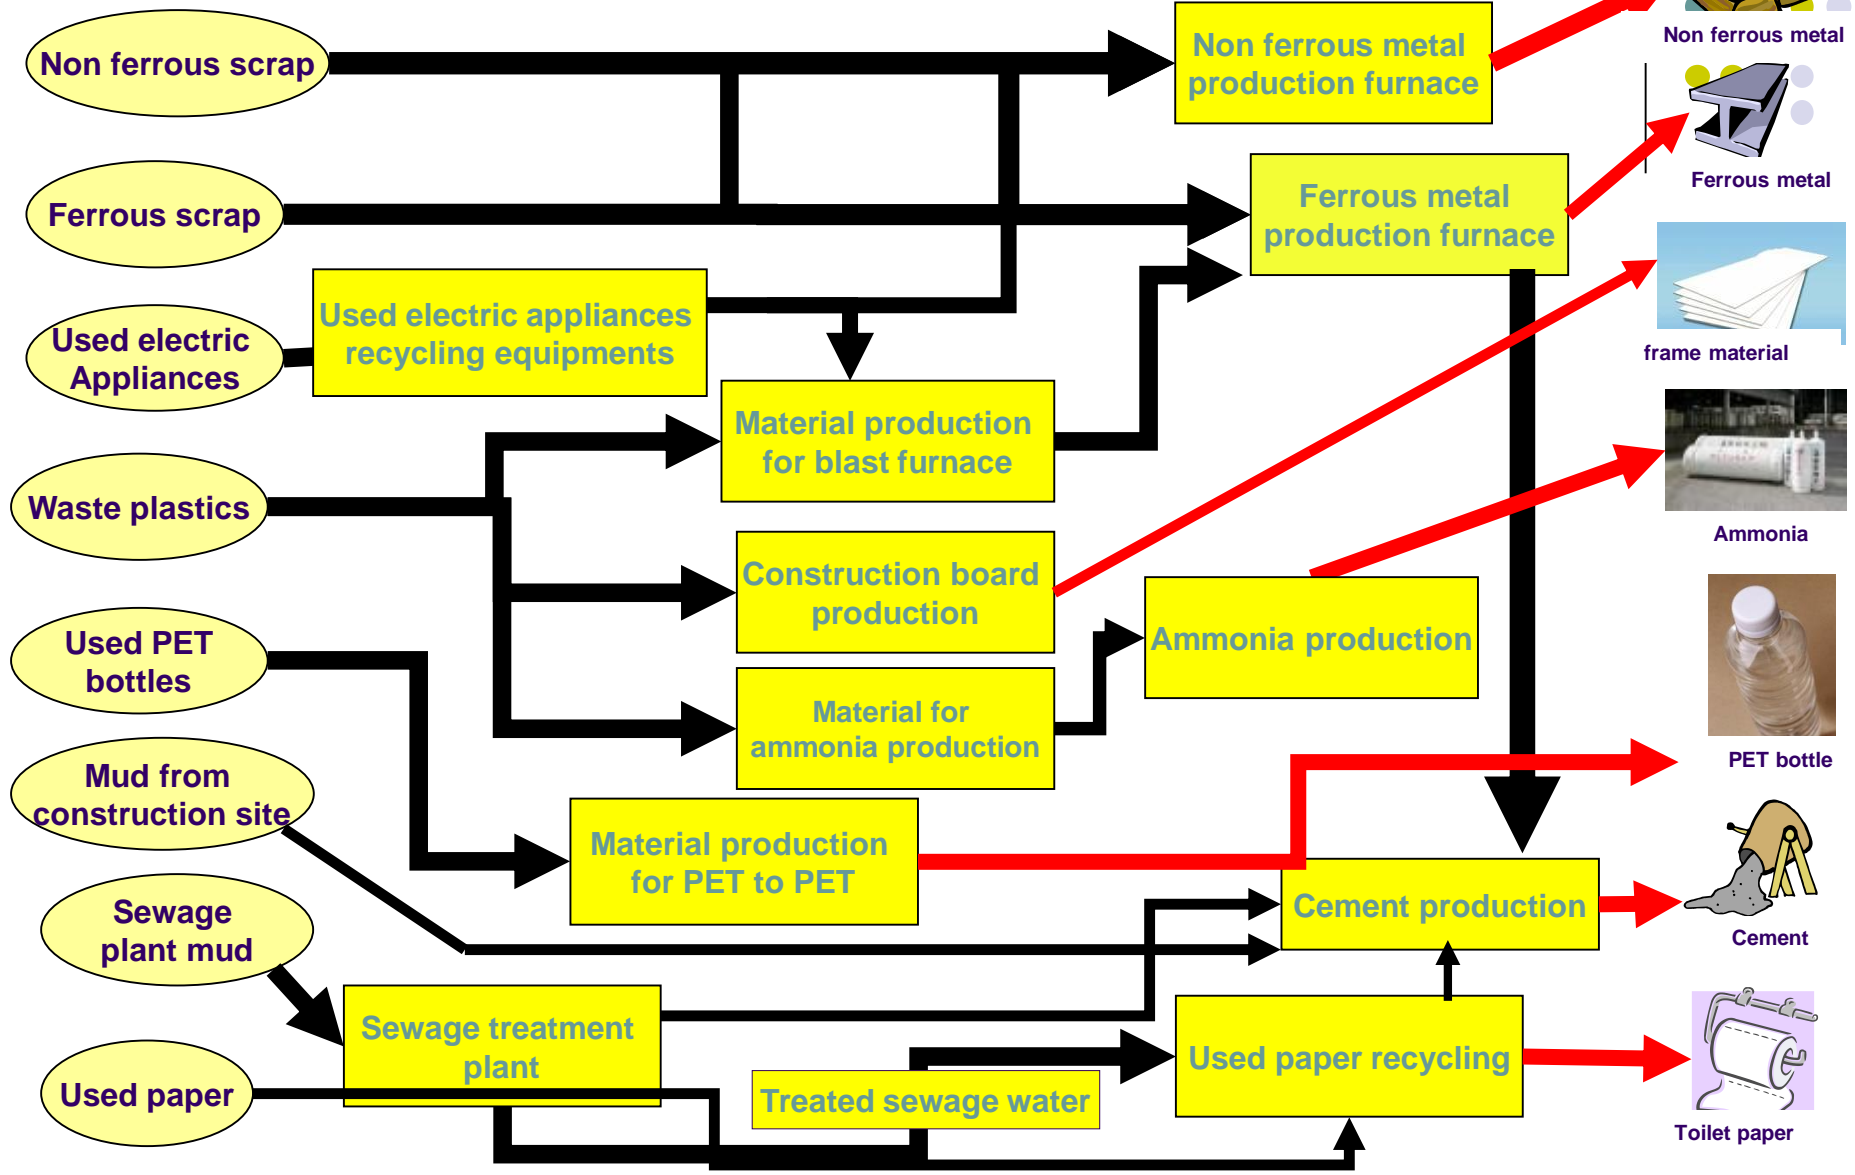 Non ferrous scrap
Ferrous scrap
Used electric
Appliances
Waste plastics
Used PET
bottles
Mud from
construction site
Sewage
plant mud
Used paper
Used electric appliances
recycling equipments
Material production
for blast furnace
Construction board
production
Material for
ammonia production
Material production
for PET to PET
Sewage treatment
plant
Treated sewage water
Non ferrous metal
production furnace
Ferrous metal
production furnace
Ammonia production
Cement production
Used paper recycling
Non ferrous metal
Ferrous metal
frame material
Ammonia
PET bottle
Cement
Toilet paper